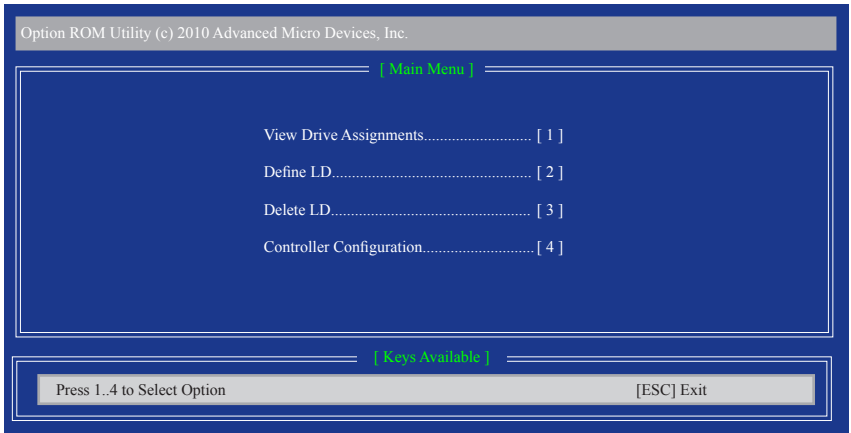 Option ROM Utility (c) 2010 Advanced Micro Devices, Inc.
[ Main Menu ]
View Drive Assignments........................... [ 1 ]
Define LD.................................................. [ 2 ]
Delete LD.................................................. [ 3 ]
Controller Configuration............................[ 4 ]
[ Keys Available ]
Press 1..4 to Select Option [ESC] Exit